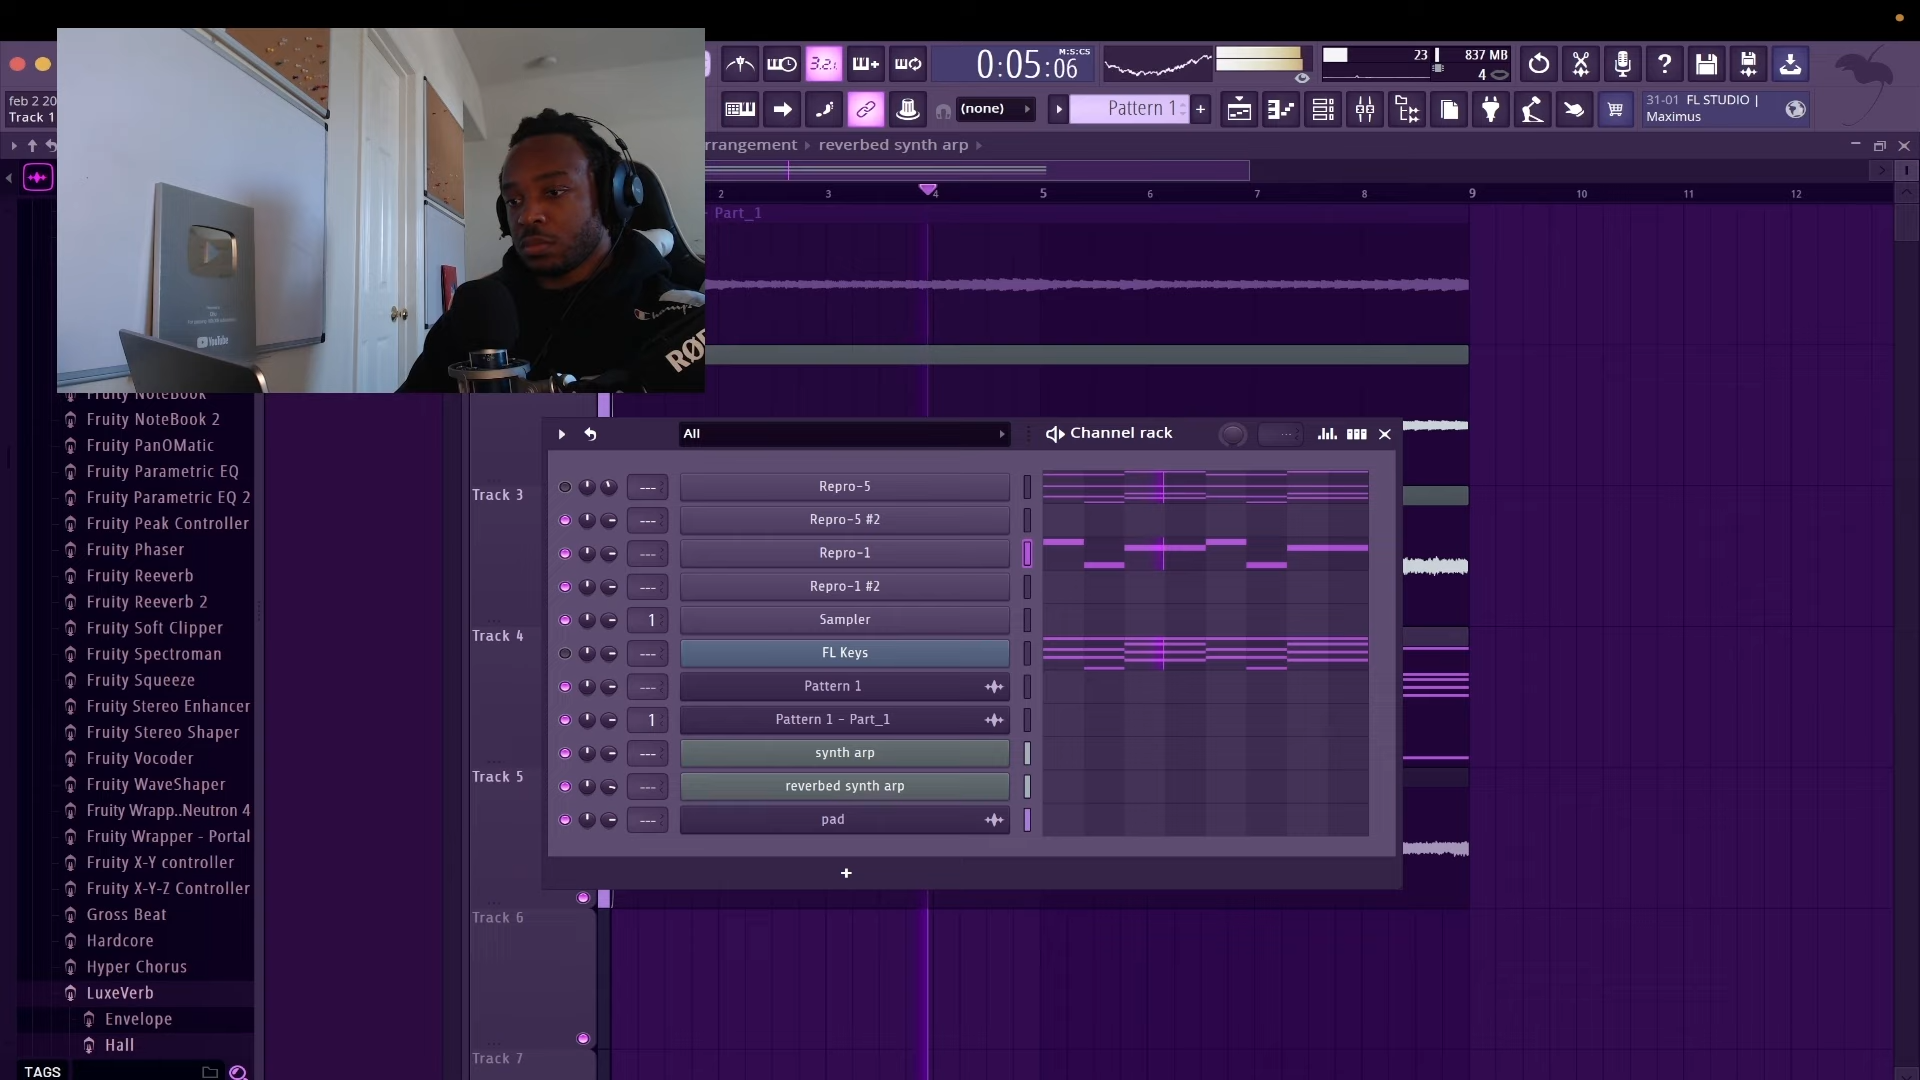 3.2.
0:05:06
M:S:CS
23
837 MB
4
feb 2 20
Track 1
(none)
Pattern 1
31-01 FL STUDIO |
Maximus
rrangement
reverbed synth arp
2
3
4
5
6
7
8
9
10
11
12
Part_1
YouTube
Champion
RØD
Fruity NoteBook
Fruity NoteBook 2
Fruity PanOMatic
Fruity Parametric EQ
Fruity Parametric EQ 2
Fruity Peak Controller
Fruity Phaser
Fruity Reeverb
Fruity Reeverb 2
Fruity Soft Clipper
Fruity Spectroman
Fruity Squeeze
Fruity Stereo Enhancer
Fruity Stereo Shaper
Fruity Vocoder
Fruity WaveShaper
Fruity Wrapp..Neutron 4
Fruity Wrapper - Portal
Fruity X-Y controller
Fruity X-Y-Z Controller
Gross Beat
Hardcore
Hyper Chorus
LuxeVerb
Envelope
Hall
TAGS
Track 3
Track 4
Track 5
Track 6
Track 7
All
Channel rack
--- Repro-5
--- Repro-5 #2
--- Repro-1
--- Repro-1 #2
1 Sampler
--- FL Keys
--- Pattern 1
1 Pattern 1 - Part_1
--- synth arp
--- reverbed synth arp
--- pad